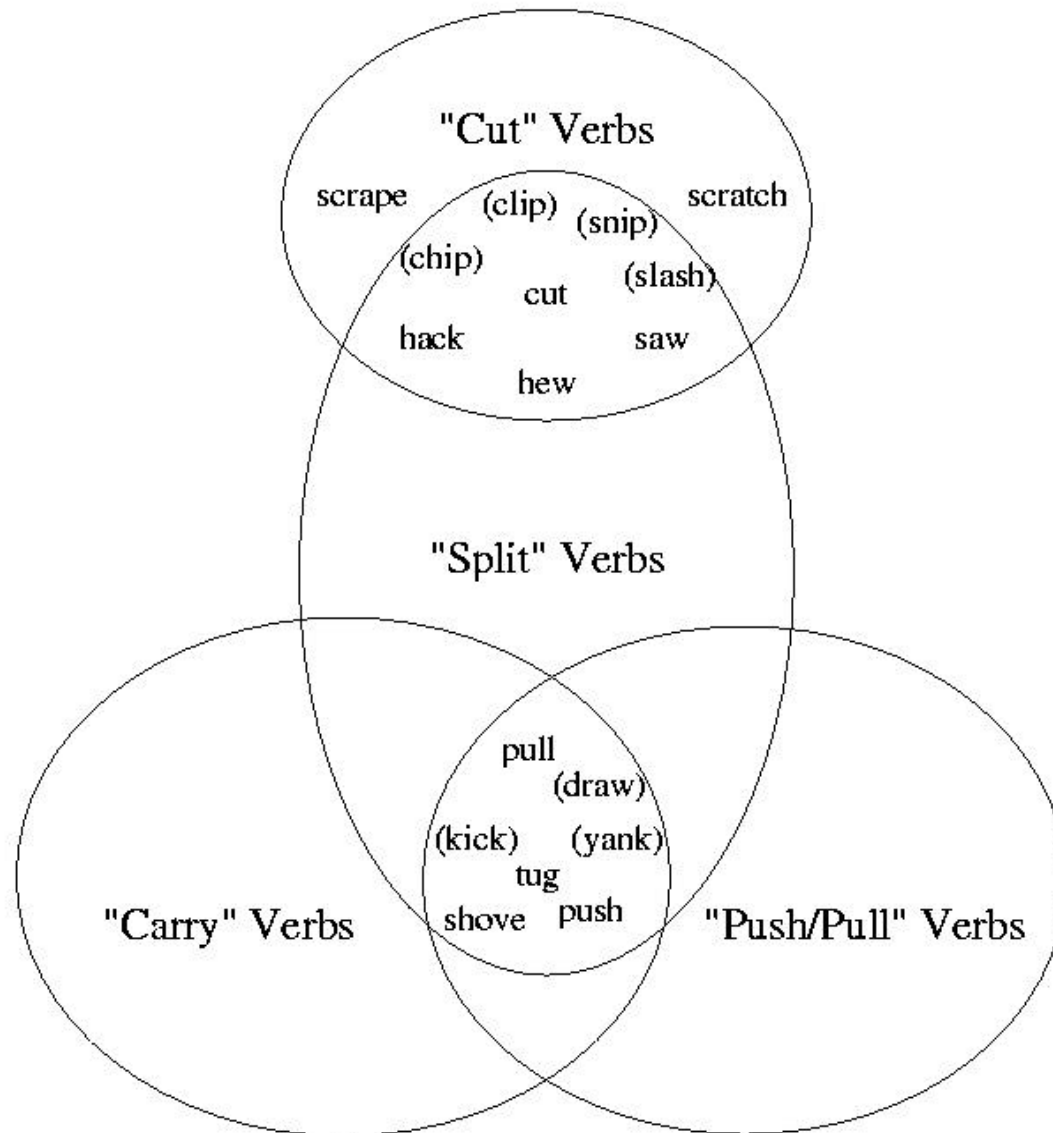 "Cut" Verbs
scrape
(clip)
(snip)
scratch
(chip)
(slash)
cut
hack
saw
hew
"Split" Verbs
pull
(draw)
(kick)
(yank)
tug
shove
push
"Carry" Verbs
"Push/Pull" Verbs